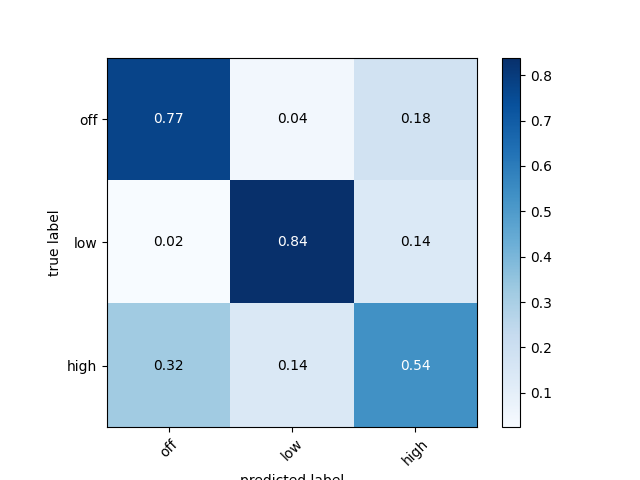 off 0.77 0.04 0.18
low 0.02 0.84 0.14
high 0.32 0.14 0.54
off low high
true label
predicted label
0.8
0.7
0.6
0.5
0.4
0.3
0.2
0.1